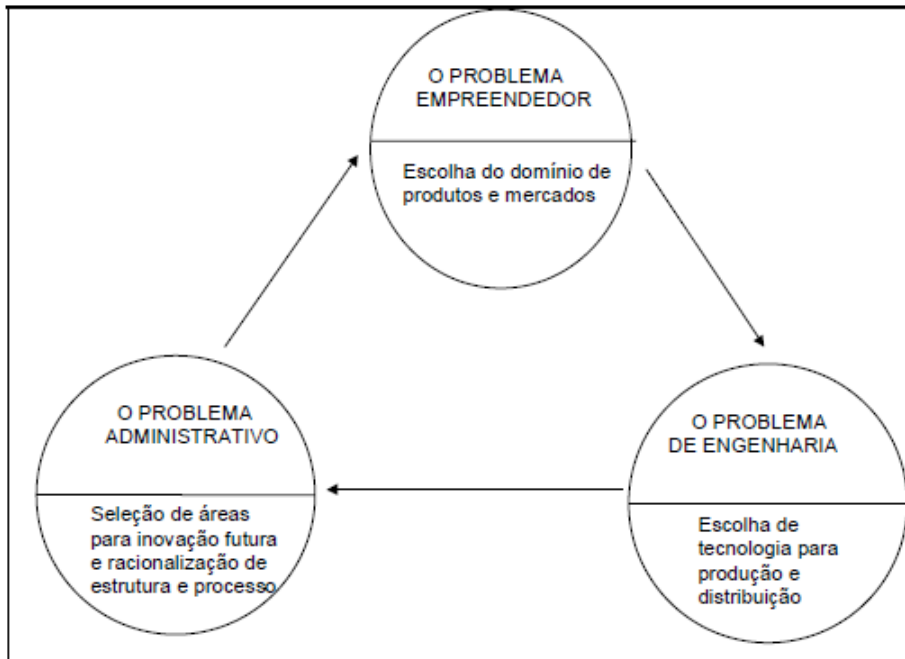 O PROBLEMA
EMPREENDEDOR
Escolha do domínio de
produtos e mercados
O PROBLEMA
ADMINISTRATIVO
Seleção de áreas
para inovação futura
e racionalização de
estrutura e processo
O PROBLEMA
DE ENGENHARIA
Escolha de
tecnologia para
produção e
distribuição